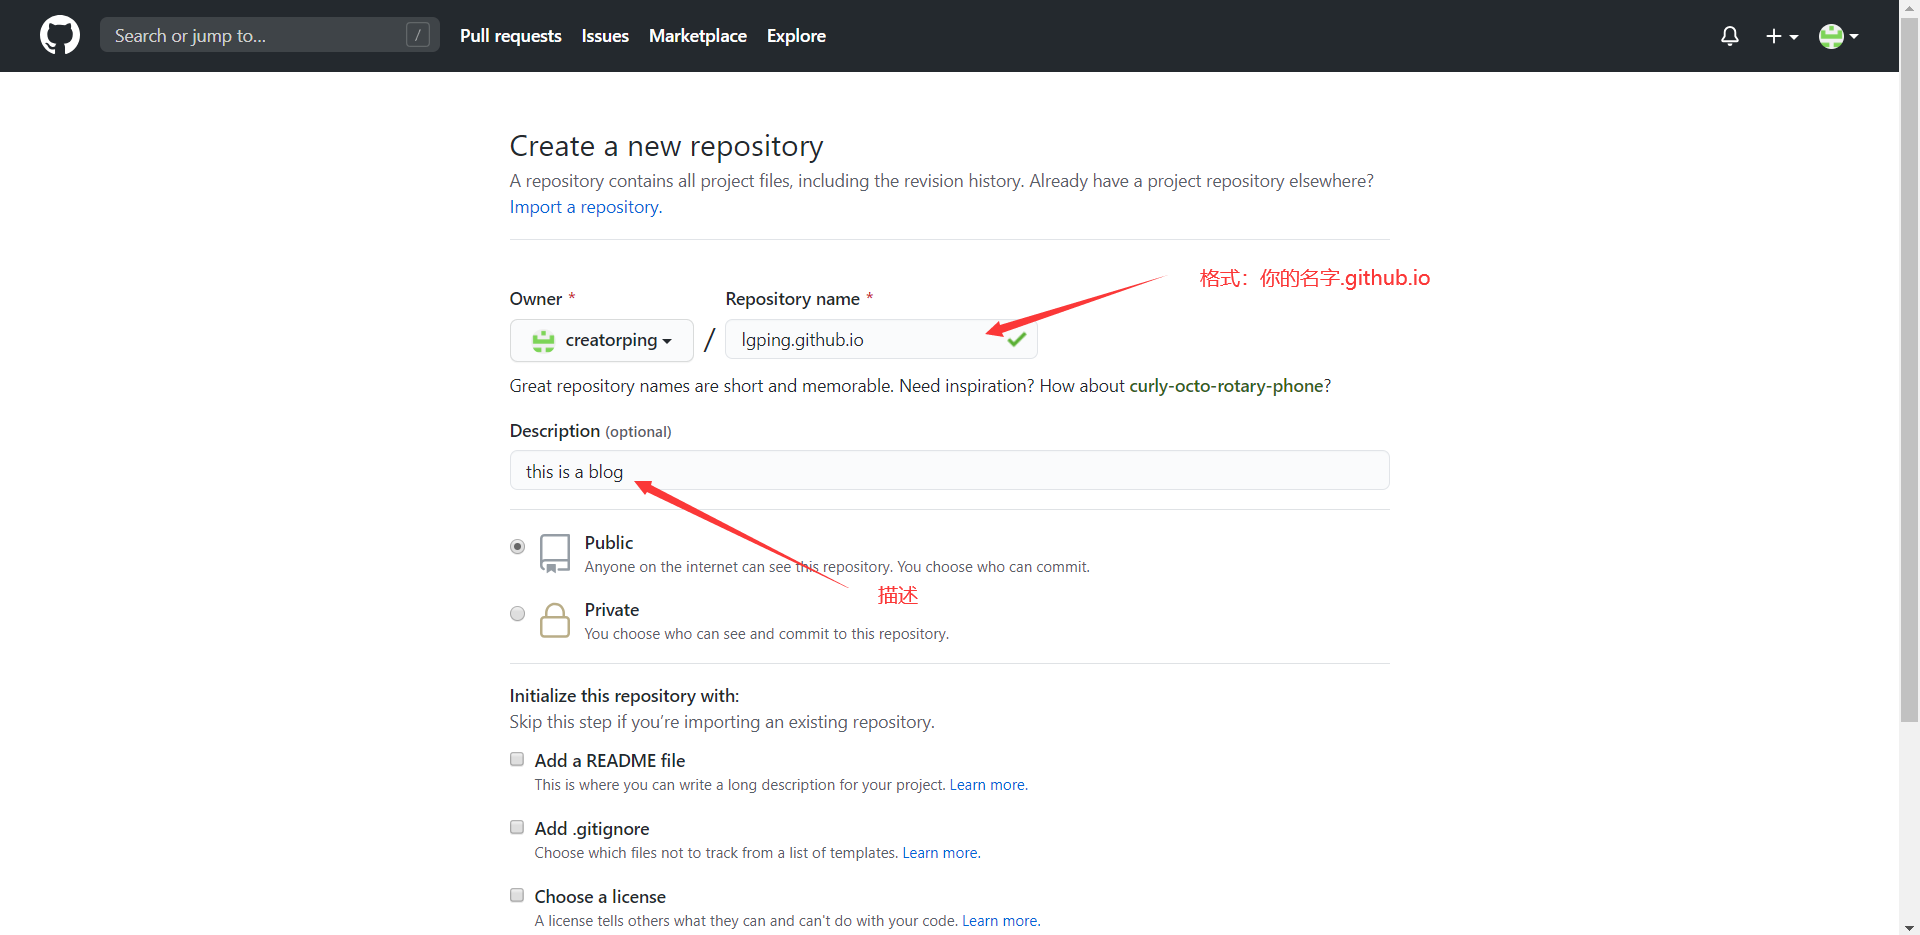 Search or jump to... /
Pull requests Issues Marketplace Explore
Create a new repository
A repository contains all project files, including the revision history. Already have a project repository elsewhere?
Import a repository.
格式：你的名字.github.io
Owner * Repository name *
creatorping / lgping.github.io
Great repository names are short and memorable. Need inspiration? How about curly-octo-rotary-phone?
Description (optional)
this is a blog
Public
Anyone on the internet can see this repository. You choose who can commit.
描述
Private
You choose who can see and commit to this repository.
Initialize this repository with:
Skip this step if you’re importing an existing repository.
Add a README file
This is where you can write a long description for your project. Learn more.
Add .gitignore
Choose which files not to track from a list of templates. Learn more.
Choose a license
A license tells others what they can and can't do with your code. Learn more.